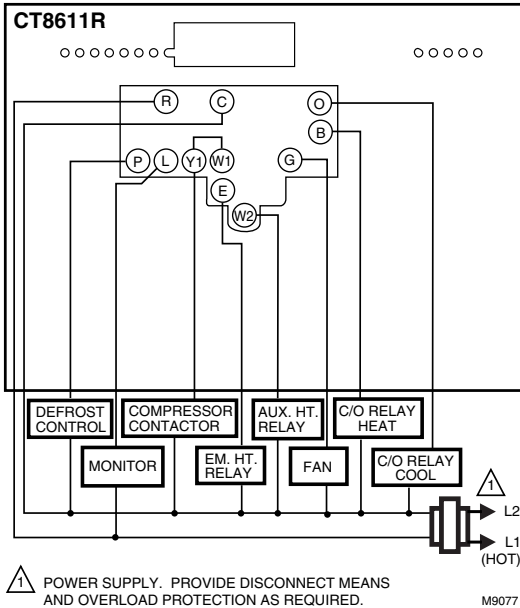 CT8611R
R
C
O
B
P
L
Y1
W1
G
E
W2
DEFROST
CONTROL
COMPRESSOR
CONTACTOR
AUX. HT.
RELAY
C/O RELAY
HEAT
MONITOR
EM. HT.
RELAY
FAN
C/O RELAY
COOL
1
L2
L1
(HOT)
1 POWER SUPPLY. PROVIDE DISCONNECT MEANS
AND OVERLOAD PROTECTION AS REQUIRED.
M9077